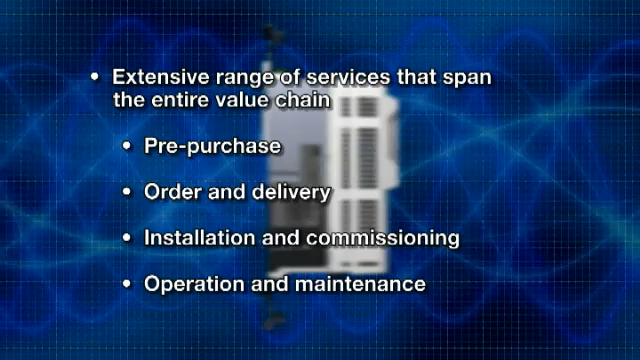 • Extensive range of services that span
the entire value chain
• Pre-purchase
• Order and delivery
• Installation and commissioning
• Operation and maintenance